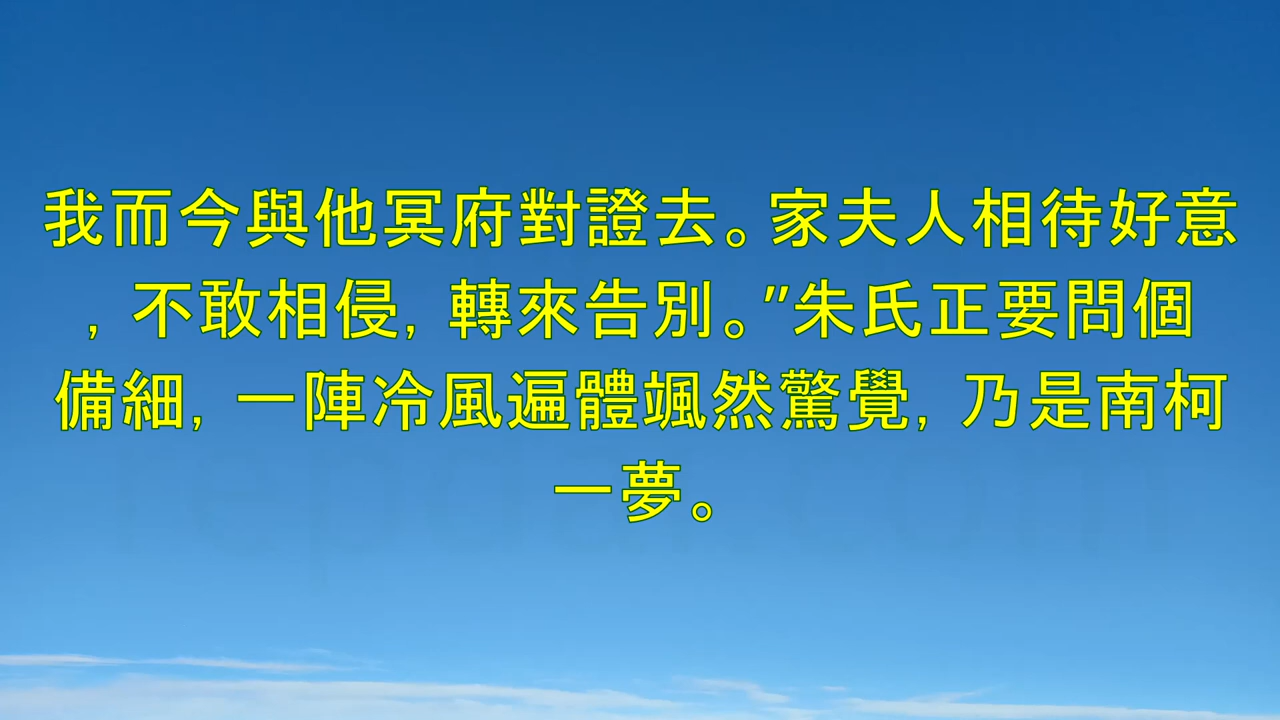 我而今與他冥府對證去。家夫人相待好意
，不敢相侵，轉來告別。"朱氏正要問個
備細，一陣冷風遍體颯然驚覺，乃是南柯
一夢。